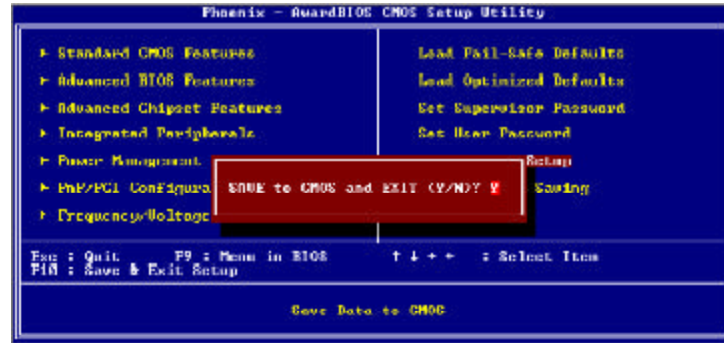 Phoenix - AwardBIOS CMOS Setup Utility
► Standard CMOS Features
► Advanced BIOS Features
► Advanced Chipset Features
► Integrated Peripherals
► Power Management
► PnP/PCI Configura
► Frequency/Voltage
Load Fail-Safe Defaults
Load Optimized Defaults
Set Supervisor Password
Set User Password
Setup
Saving
SAVE to CMOS and EXIT (Y/N)? Y
Esc : Quit F9 : Menu in BIOS ↑ ↓ → ← : Select Item
F10 : Save & Exit Setup
Save Data to CMOS